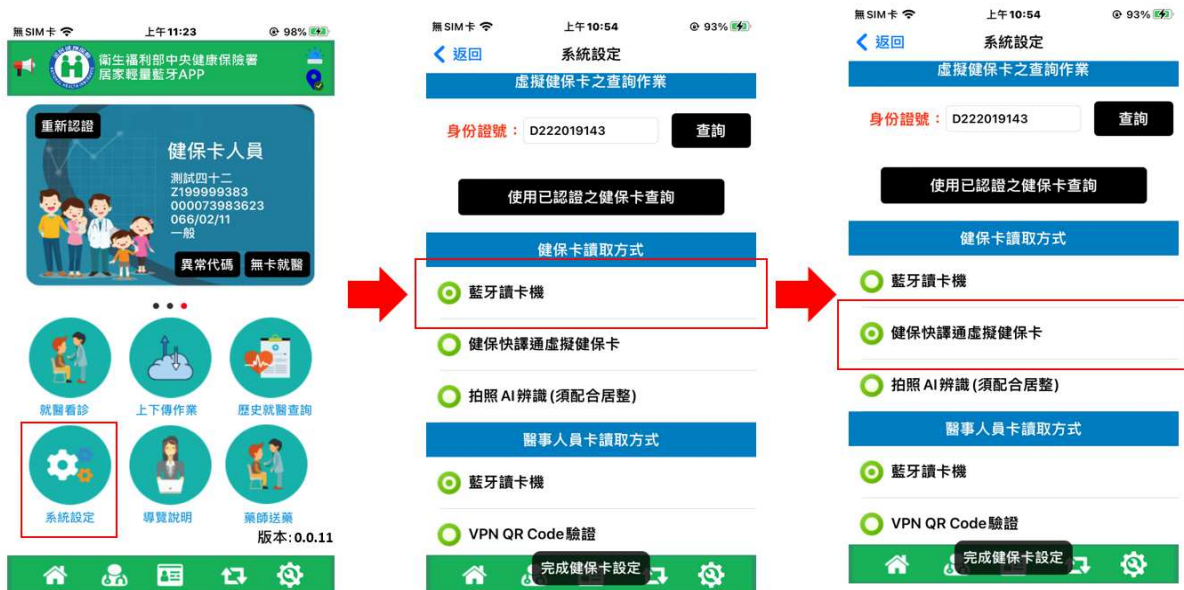 無SIM卡
上午11:23
98%
衛生福利部中央健康保險署
居家輕量藍牙APP
重新認證
健保卡人員
測試四十二
Z199999383
000073983623
066/02/11
一般
異常代碼
無卡就醫
就醫看診
上下傳作業
歷史就醫查詢
系統設定
導覽說明
藥師送藥
版本:0.0.11
無SIM卡
上午10:54
93%
返回
系統設定
虛擬健保卡之查詢作業
身份證號：
D222019143
查詢
使用已認證之健保卡查詢
健保卡讀取方式
藍牙讀卡機
健保快譯通虛擬健保卡
拍照AI辨識(須配合居整)
醫事人員卡讀取方式
藍牙讀卡機
VPN QR Code驗證
完成健保卡設定
無SIM卡
上午10:54
93%
返回
系統設定
虛擬健保卡之查詢作業
身份證號：
D222019143
查詢
使用已認證之健保卡查詢
健保卡讀取方式
藍牙讀卡機
健保快譯通虛擬健保卡
拍照AI辨識(須配合居整)
醫事人員卡讀取方式
藍牙讀卡機
VPN QR Code驗證
完成健保卡設定